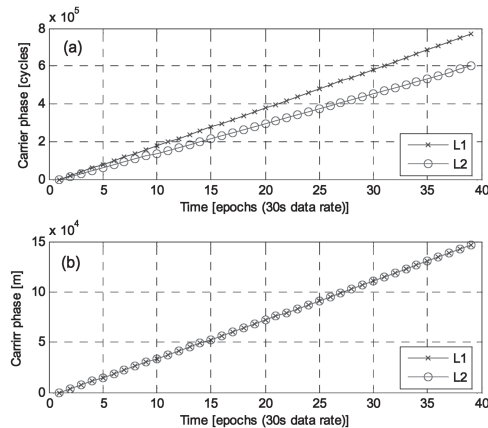 x 10^5
8
(a)
6
4
2
0
Carrier phase [cycles]
L1
L2
0 5 10 15 20 25 30 35 40
Time [epochs (30s data rate)]
x 10^4
15
(b)
10
5
0
Carrirr phase [m]
L1
L2
0 5 10 15 20 25 30 35 40
Time [epochs (30s data rate)]